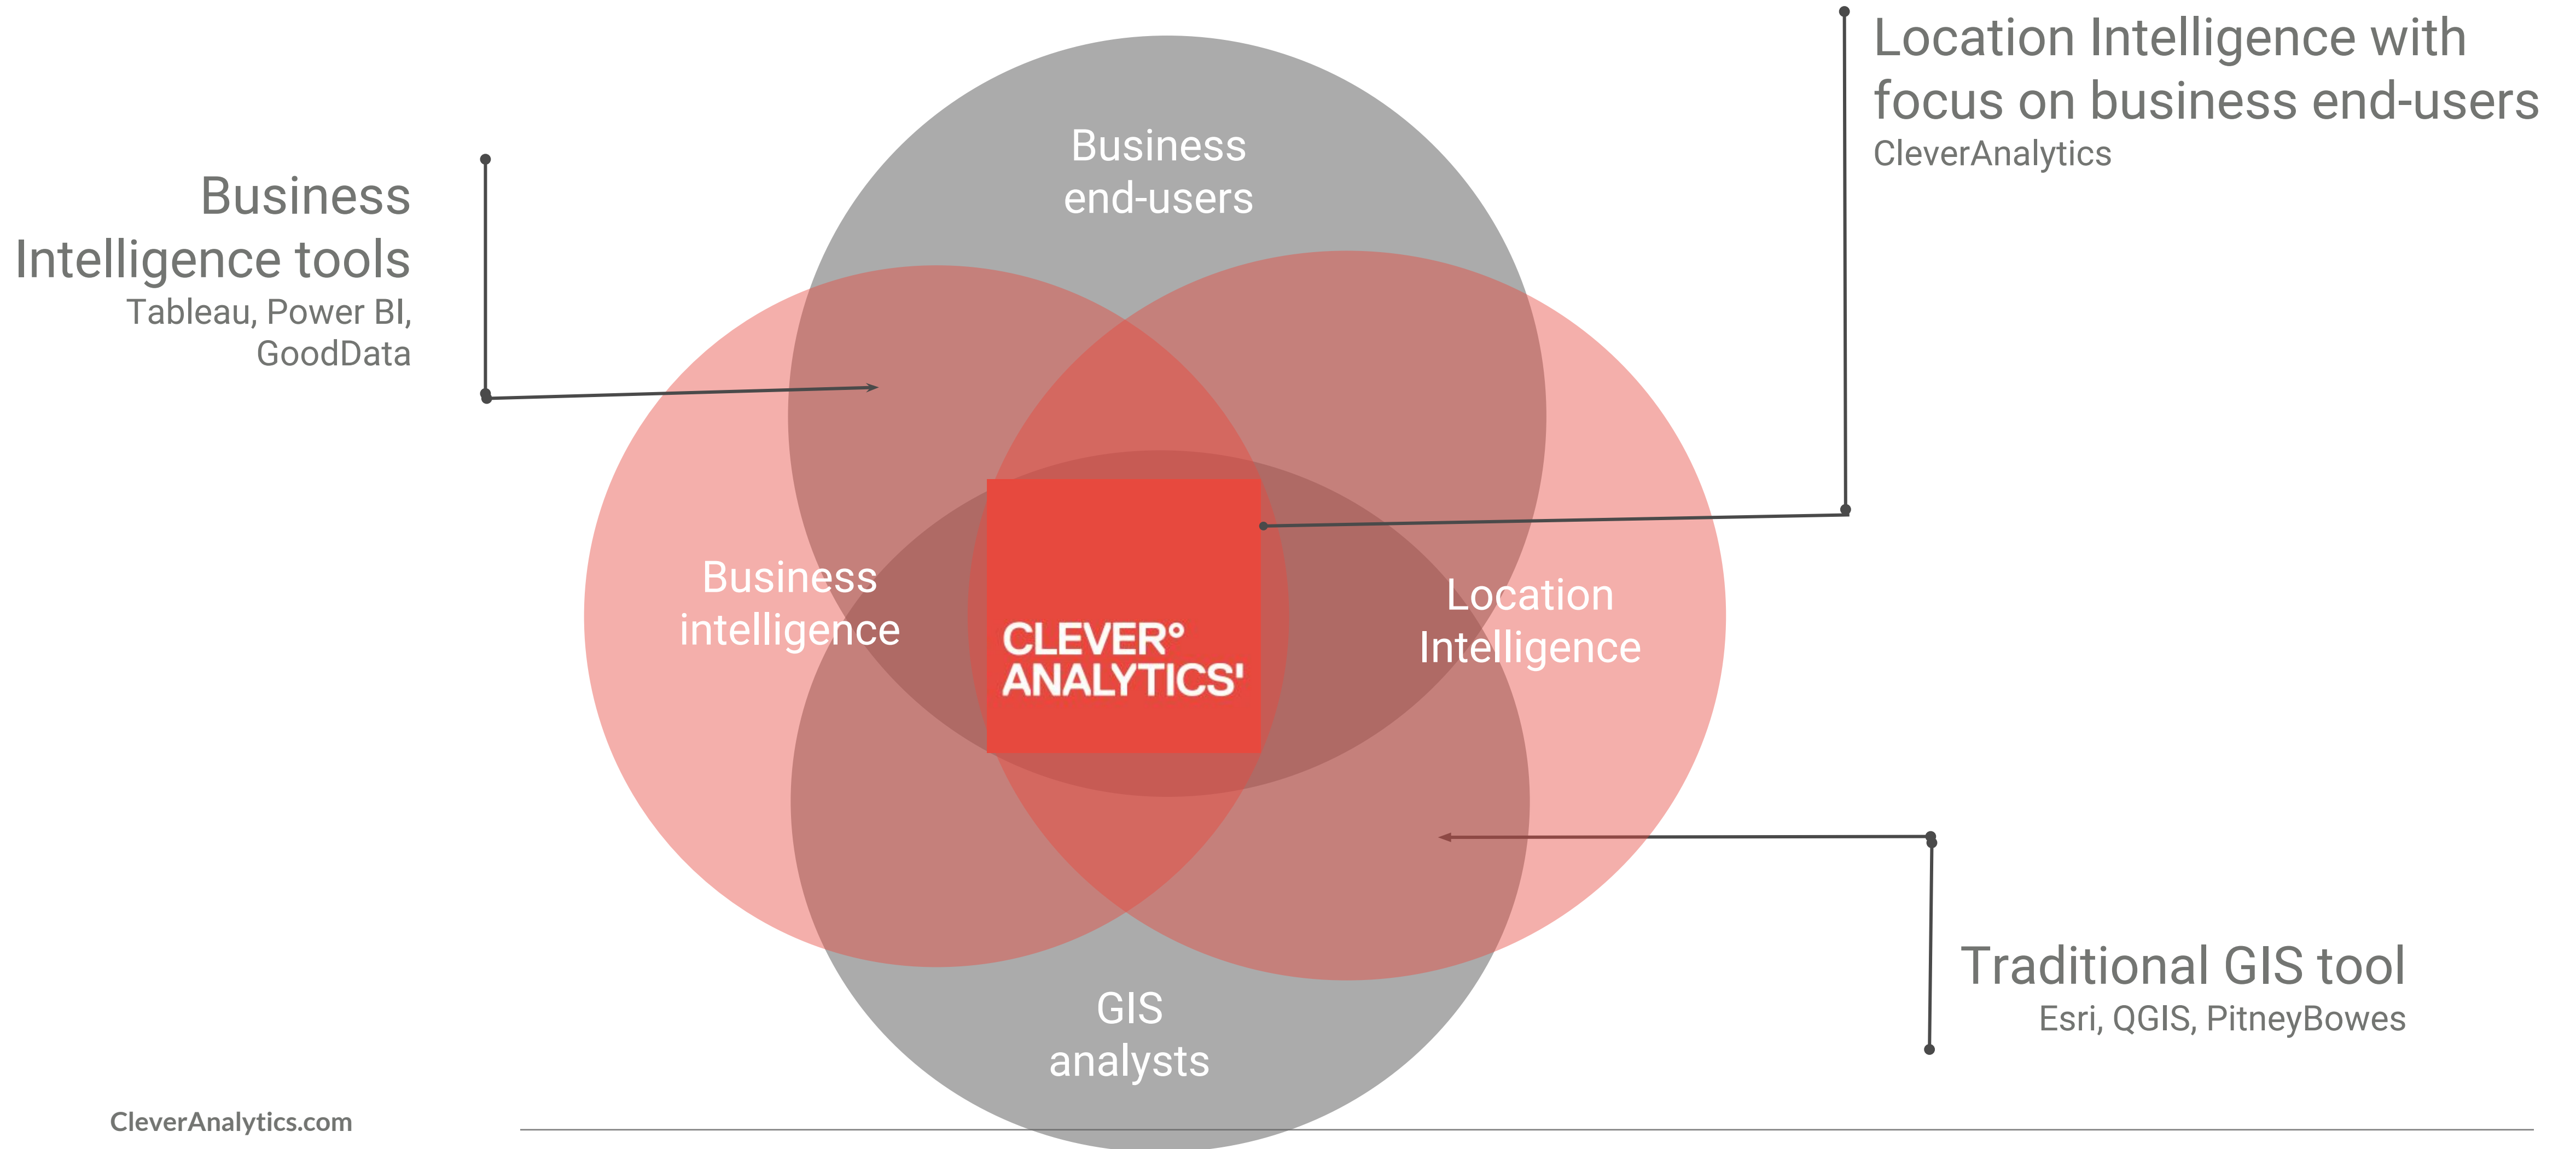 Location Intelligence with
focus on business end-users
CleverAnalytics
Business
Intelligence tools
Tableau, Power BI,
GoodData
Business
end-users
Business
intelligence
CLEVER°
ANALYTICS'
Location
Intelligence
Traditional GIS tool
Esri, QGIS, PitneyBowes
GIS
analysts
CleverAnalytics.com